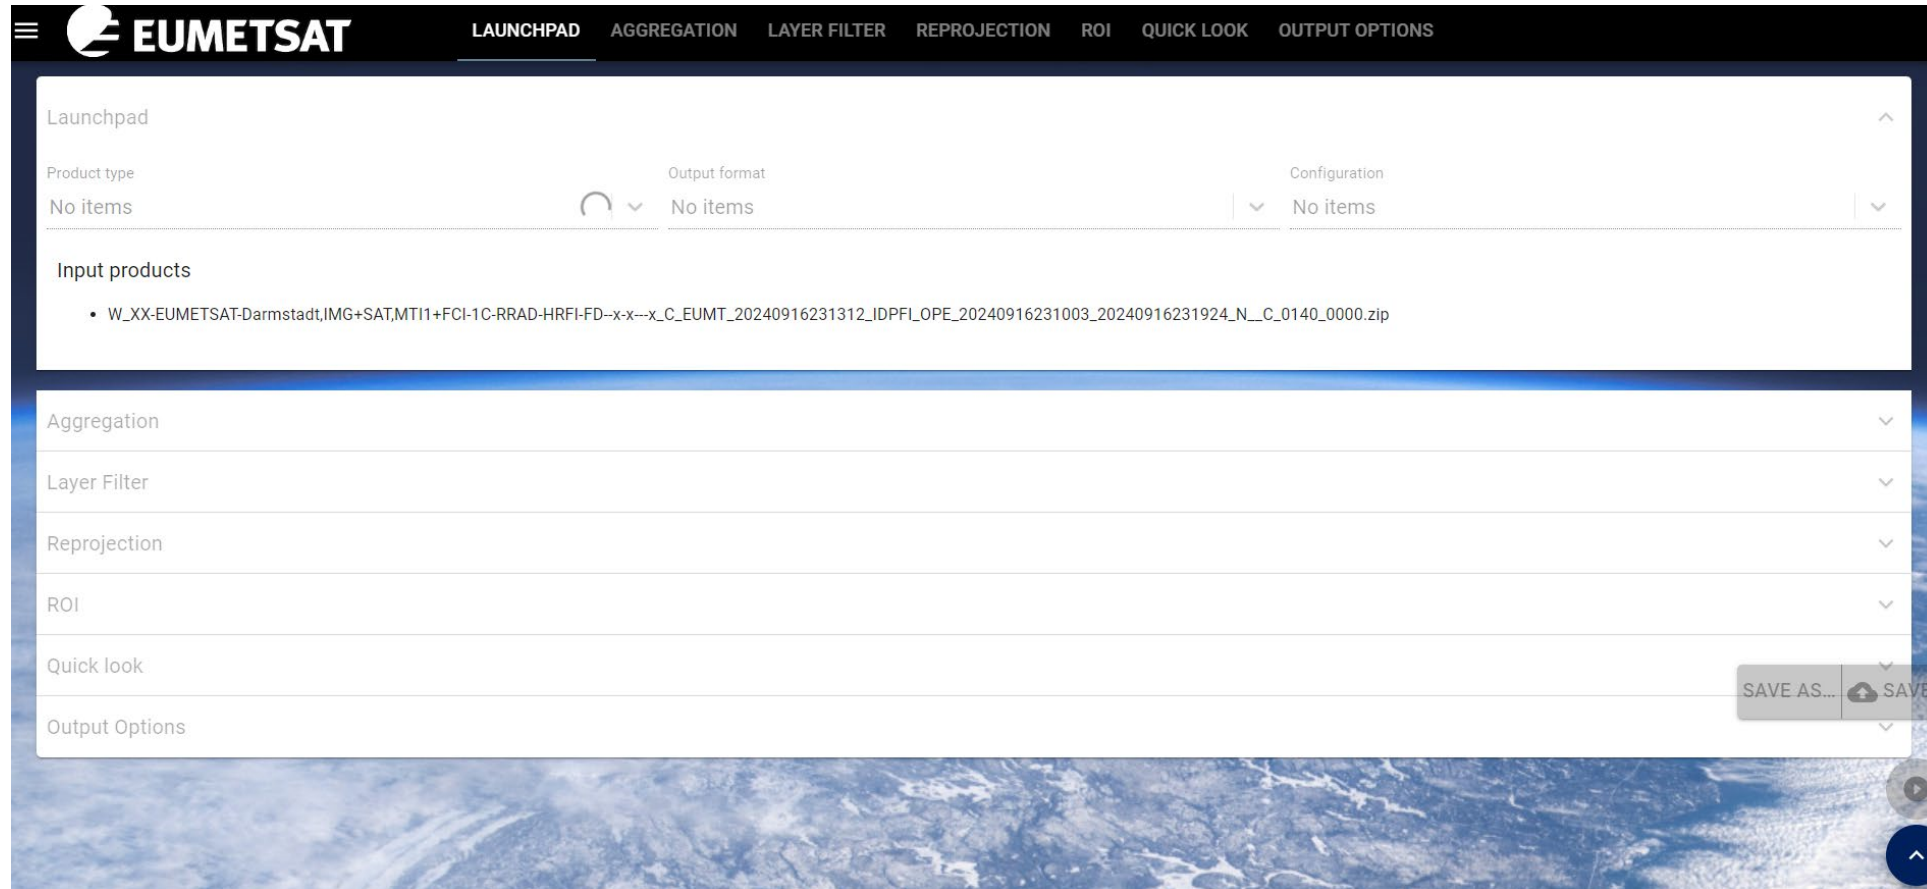 EUMETSAT LAUNCHPAD AGGREGATION LAYER FILTER REPROJECTION ROI QUICK LOOK OUTPUT OPTIONS
Launchpad
Product type Output format Configuration
No items No items No items
Input products
• W_XX-EUMETSAT-Darmstadt,IMG+SAT,MTI1+FCI-1C-RRAD-HRFI-FD--x-x---x_C_EUMT_20240916231312_IDPFI_OPE_20240916231003_20240916231924_N__C_0140_0000.zip
Aggregation
Layer Filter
Reprojection
ROI
Quick look
SAVE AS... SAVE
Output Options